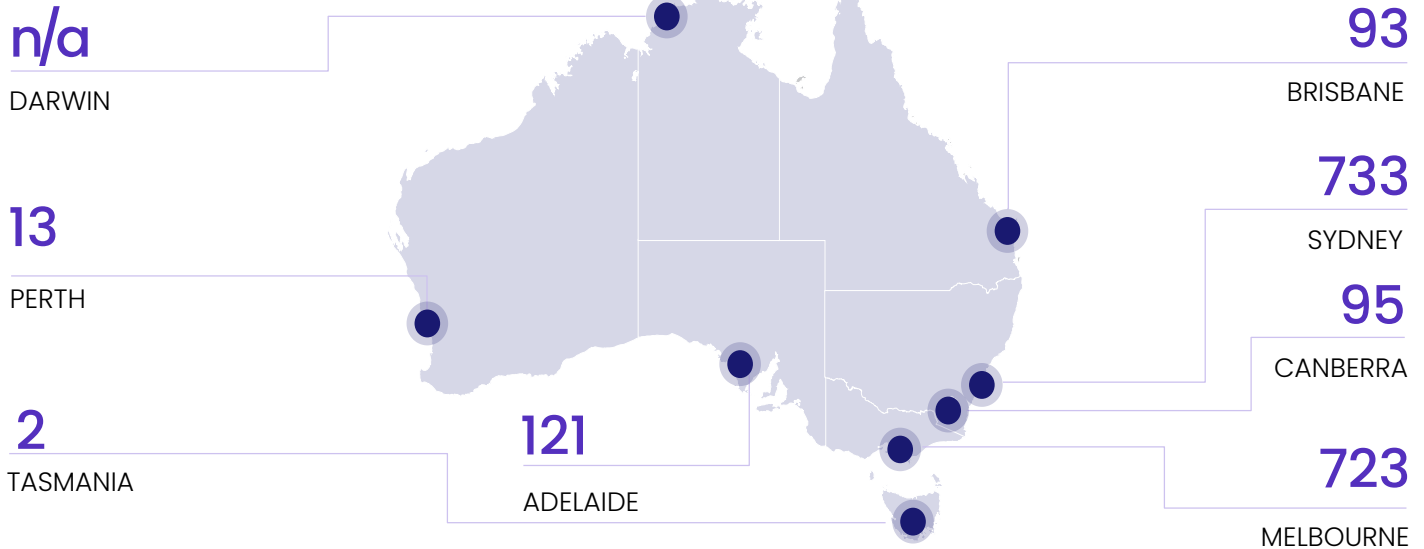 n/a
DARWIN
13
PERTH
2
TASMANIA
121
ADELAIDE
93
BRISBANE
733
SYDNEY
95
CANBERRA
723
MELBOURNE